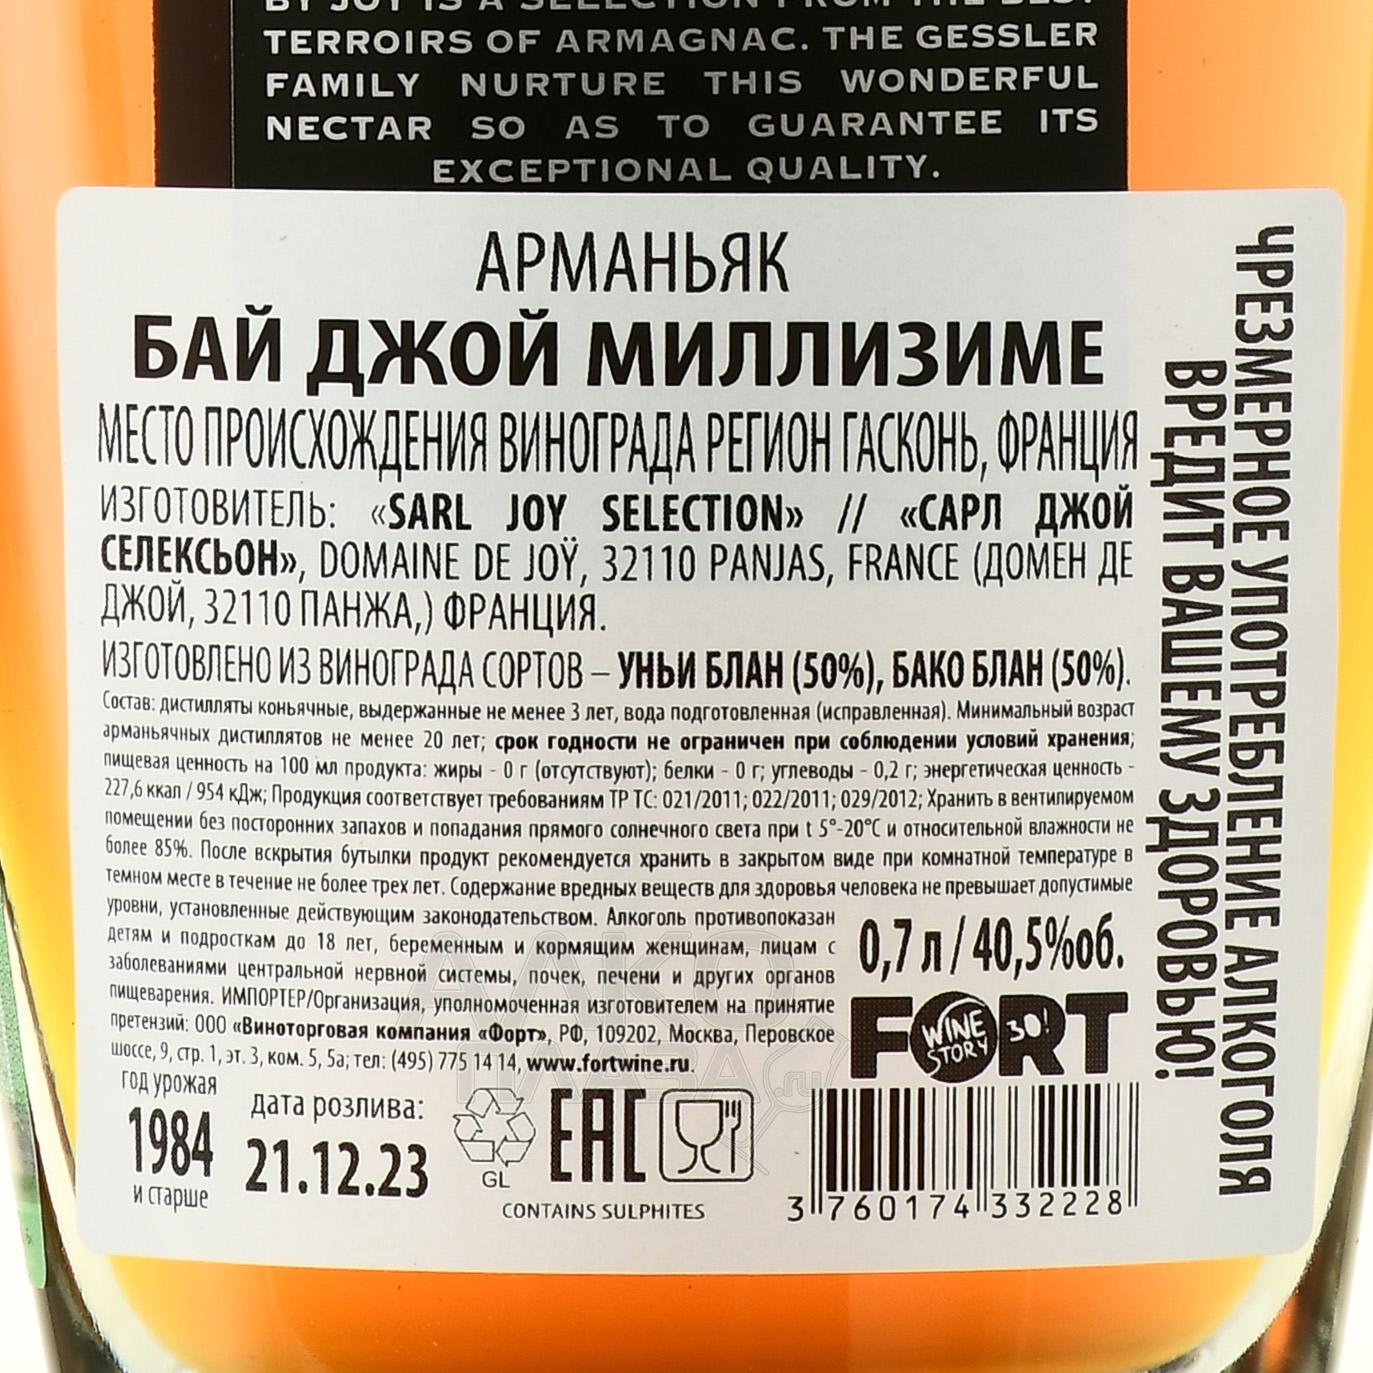 BY JOY IS A SELECTION FROM THE BEST
TERROIRS OF ARMAGNAC. THE GESSLER
FAMILY NURTURE THIS WONDERFUL
NECTAR SO AS TO GUARANTEE ITS
EXCEPTIONAL QUALITY.
АРМАНЬЯК
БАЙ ДЖОЙ МИЛЛИЗИМЕ
МЕСТО ПРОИСХОЖДЕНИЯ ВИНОГРАДА РЕГИОН ГАСКОНЬ, ФРАНЦИЯ
ИЗГОТОВИТЕЛЬ: «SARL JOY SELECTION» // «САРЛ ДЖОЙ
СЕЛЕКСЬОН», DOMAINE DE JOŸ, 32110 PANJAS, FRANCE (ДОМЕН ДЕ
ДЖОЙ, 32110 ПАНЖА,) ФРАНЦИЯ.
ИЗГОТОВЛЕНО ИЗ ВИНОГРАДА СОРТОВ – УНЬИ БЛАН (50%), БАКО БЛАН (50%).
Состав: дистилляты коньячные, выдержанные не менее 3 лет, вода подготовленная (исправленная). Минимальный возраст
арманьячных дистиллятов не менее 20 лет; срок годности не ограничен при соблюдении условий хранения;
пищевая ценность на 100 мл продукта: жиры - 0 г (отсутствуют); белки - 0 г; углеводы - 0,2 г; энергетическая ценность -
227,6 ккал / 954 кДж; Продукция соответствует требованиям ТР ТС: 021/2011; 022/2011; 029/2012; Хранить в вентилируемом
помещении без посторонних запахов и попадания прямого солнечного света при t 5°-20°C и относительной влажности не
более 85%. После вскрытия бутылки продукт рекомендуется хранить в закрытом виде при комнатной температуре в
темном месте в течение не более трех лет. Содержание вредных веществ для здоровья человека не превышает допустимые
уровни, установленные действующим законодательством. Алкоголь противопоказан
детям и подросткам до 18 лет, беременным и кормящим женщинам, лицам с
заболеваниями центральной нервной системы, почек, печени и других органов
пищеварения. ИМПОРТЕР/Организация, уполномоченная изготовителем на принятие
претензий: ООО «Виноторговая компания «Форт», РФ, 109202, Москва, Перовское
шоссе, 9, стр. 1, эт. 3, ком. 5, 5а; тел: (495) 775 14 14, www.fortwine.ru.
0,7 л / 40,5%об.
FORT
WINE
STORY
30!
год урожая
1984
и старше
дата розлива:
21.12.23
GL
EAC
CONTAINS SULPHITES
3 760174 332228
ЧРЕЗМЕРНОЕ УПОТРЕБЛЕНИЕ АЛКОГОЛЯ
ВРЕДИТ ВАШЕМУ ЗДОРОВЬЮ!
АЛКО
ПЛАЗА.ru